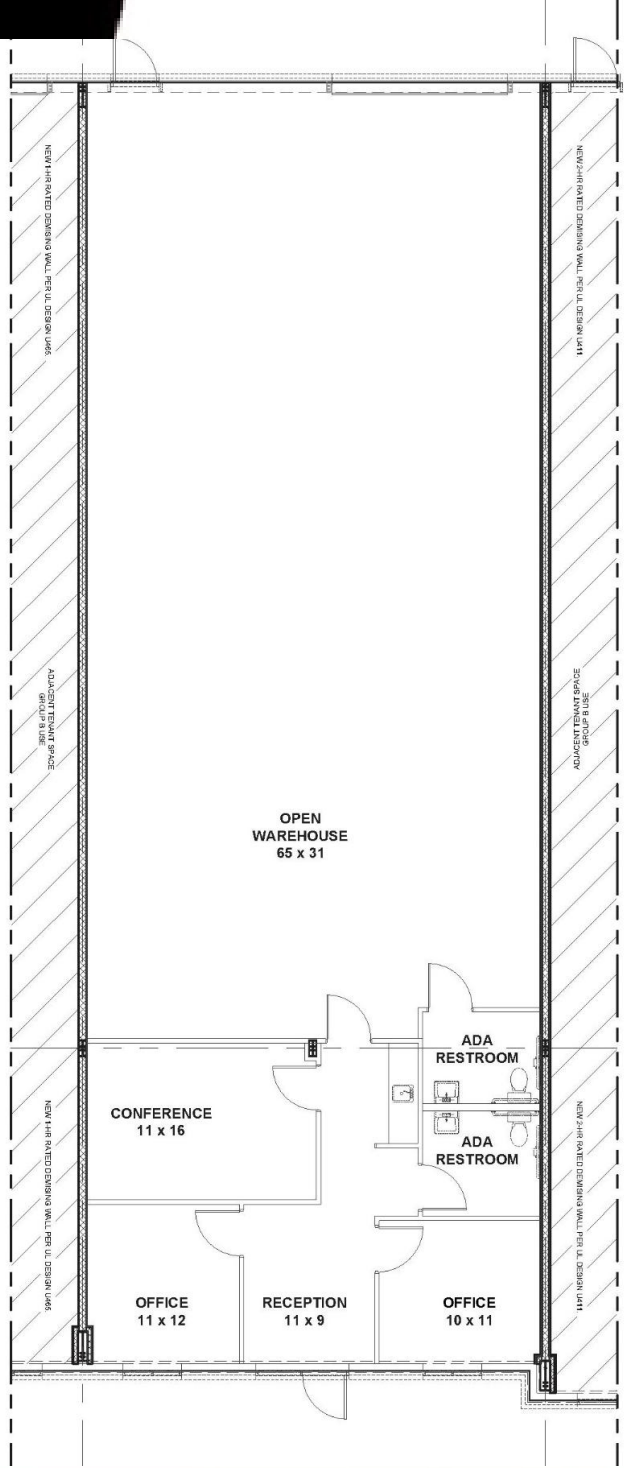 NEW 1-HR RATED DEMISING WALL PER UL DESIGN U465.
NEW 2-HR RATED DEMISING WALL PER UL DESIGN U411.
ADJACENT TENANT SPACE
GROUP B USE
ADJACENT TENANT SPACE
GROUP B USE
OPEN
WAREHOUSE
65 x 31
ADA
RESTROOM
CONFERENCE
11 x 16
ADA
RESTROOM
NEW 1-HR RATED DEMISING WALL PER UL DESIGN U465.
NEW 2-HR RATED DEMISING WALL PER UL DESIGN U411.
OFFICE
11 x 12
RECEPTION
11 x 9
OFFICE
10 x 11